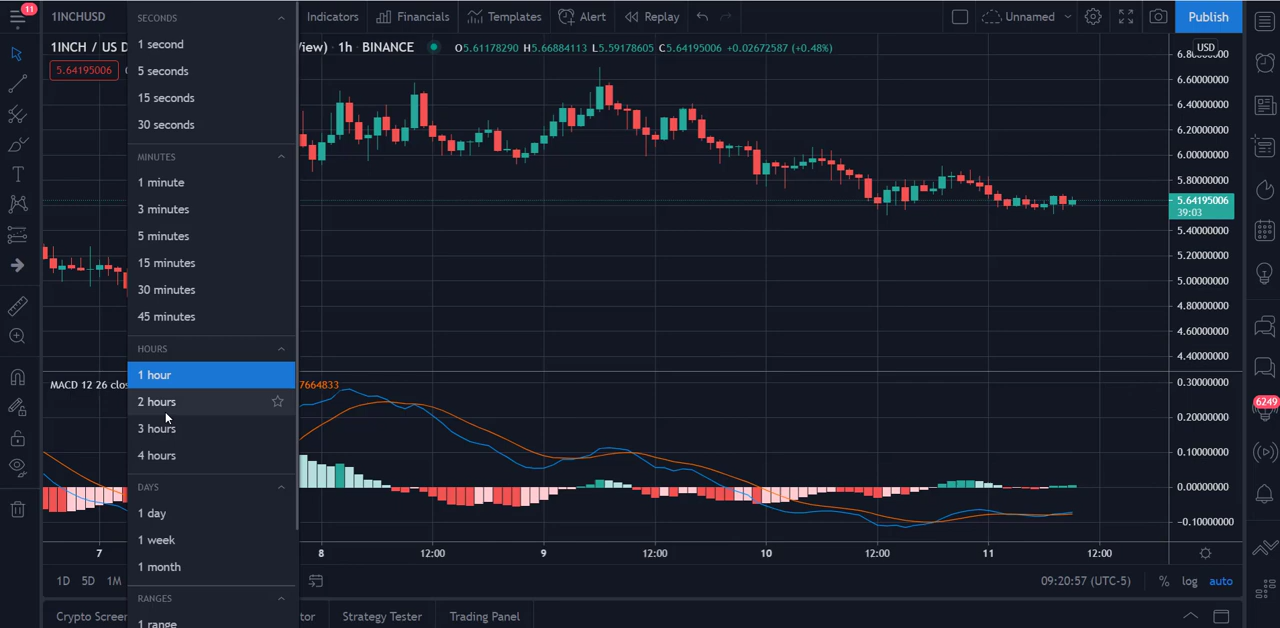 11
1INCHUSD
Indicators
Financials
Templates
Alert
Replay
Unnamed
Publish
1INCH / US D
View) · 1h · BINANCE
O5.61178290 H5.66884113 L5.59178605 C5.64195006 +0.02672587 (+0.48%)
5.64195006
SECONDS
1 second
5 seconds
15 seconds
30 seconds
MINUTES
1 minute
3 minutes
5 minutes
15 minutes
30 minutes
45 minutes
HOURS
1 hour
2 hours
3 hours
4 hours
DAYS
1 day
1 week
1 month
RANGES
1 range
USD
6.60000000
6.40000000
6.20000000
6.00000000
5.80000000
5.64195006
39:03
5.40000000
5.20000000
5.00000000
4.80000000
4.60000000
4.40000000
MACD 12 26 clos
7664833
0.30000000
0.20000000
0.10000000
0.00000000
-0.10000000
6249
7
8
12:00
9
12:00
10
12:00
11
12:00
1D 5D 1M
09:20:57 (UTC-5)
%
log
auto
Crypto Screen
tor
Strategy Tester
Trading Panel